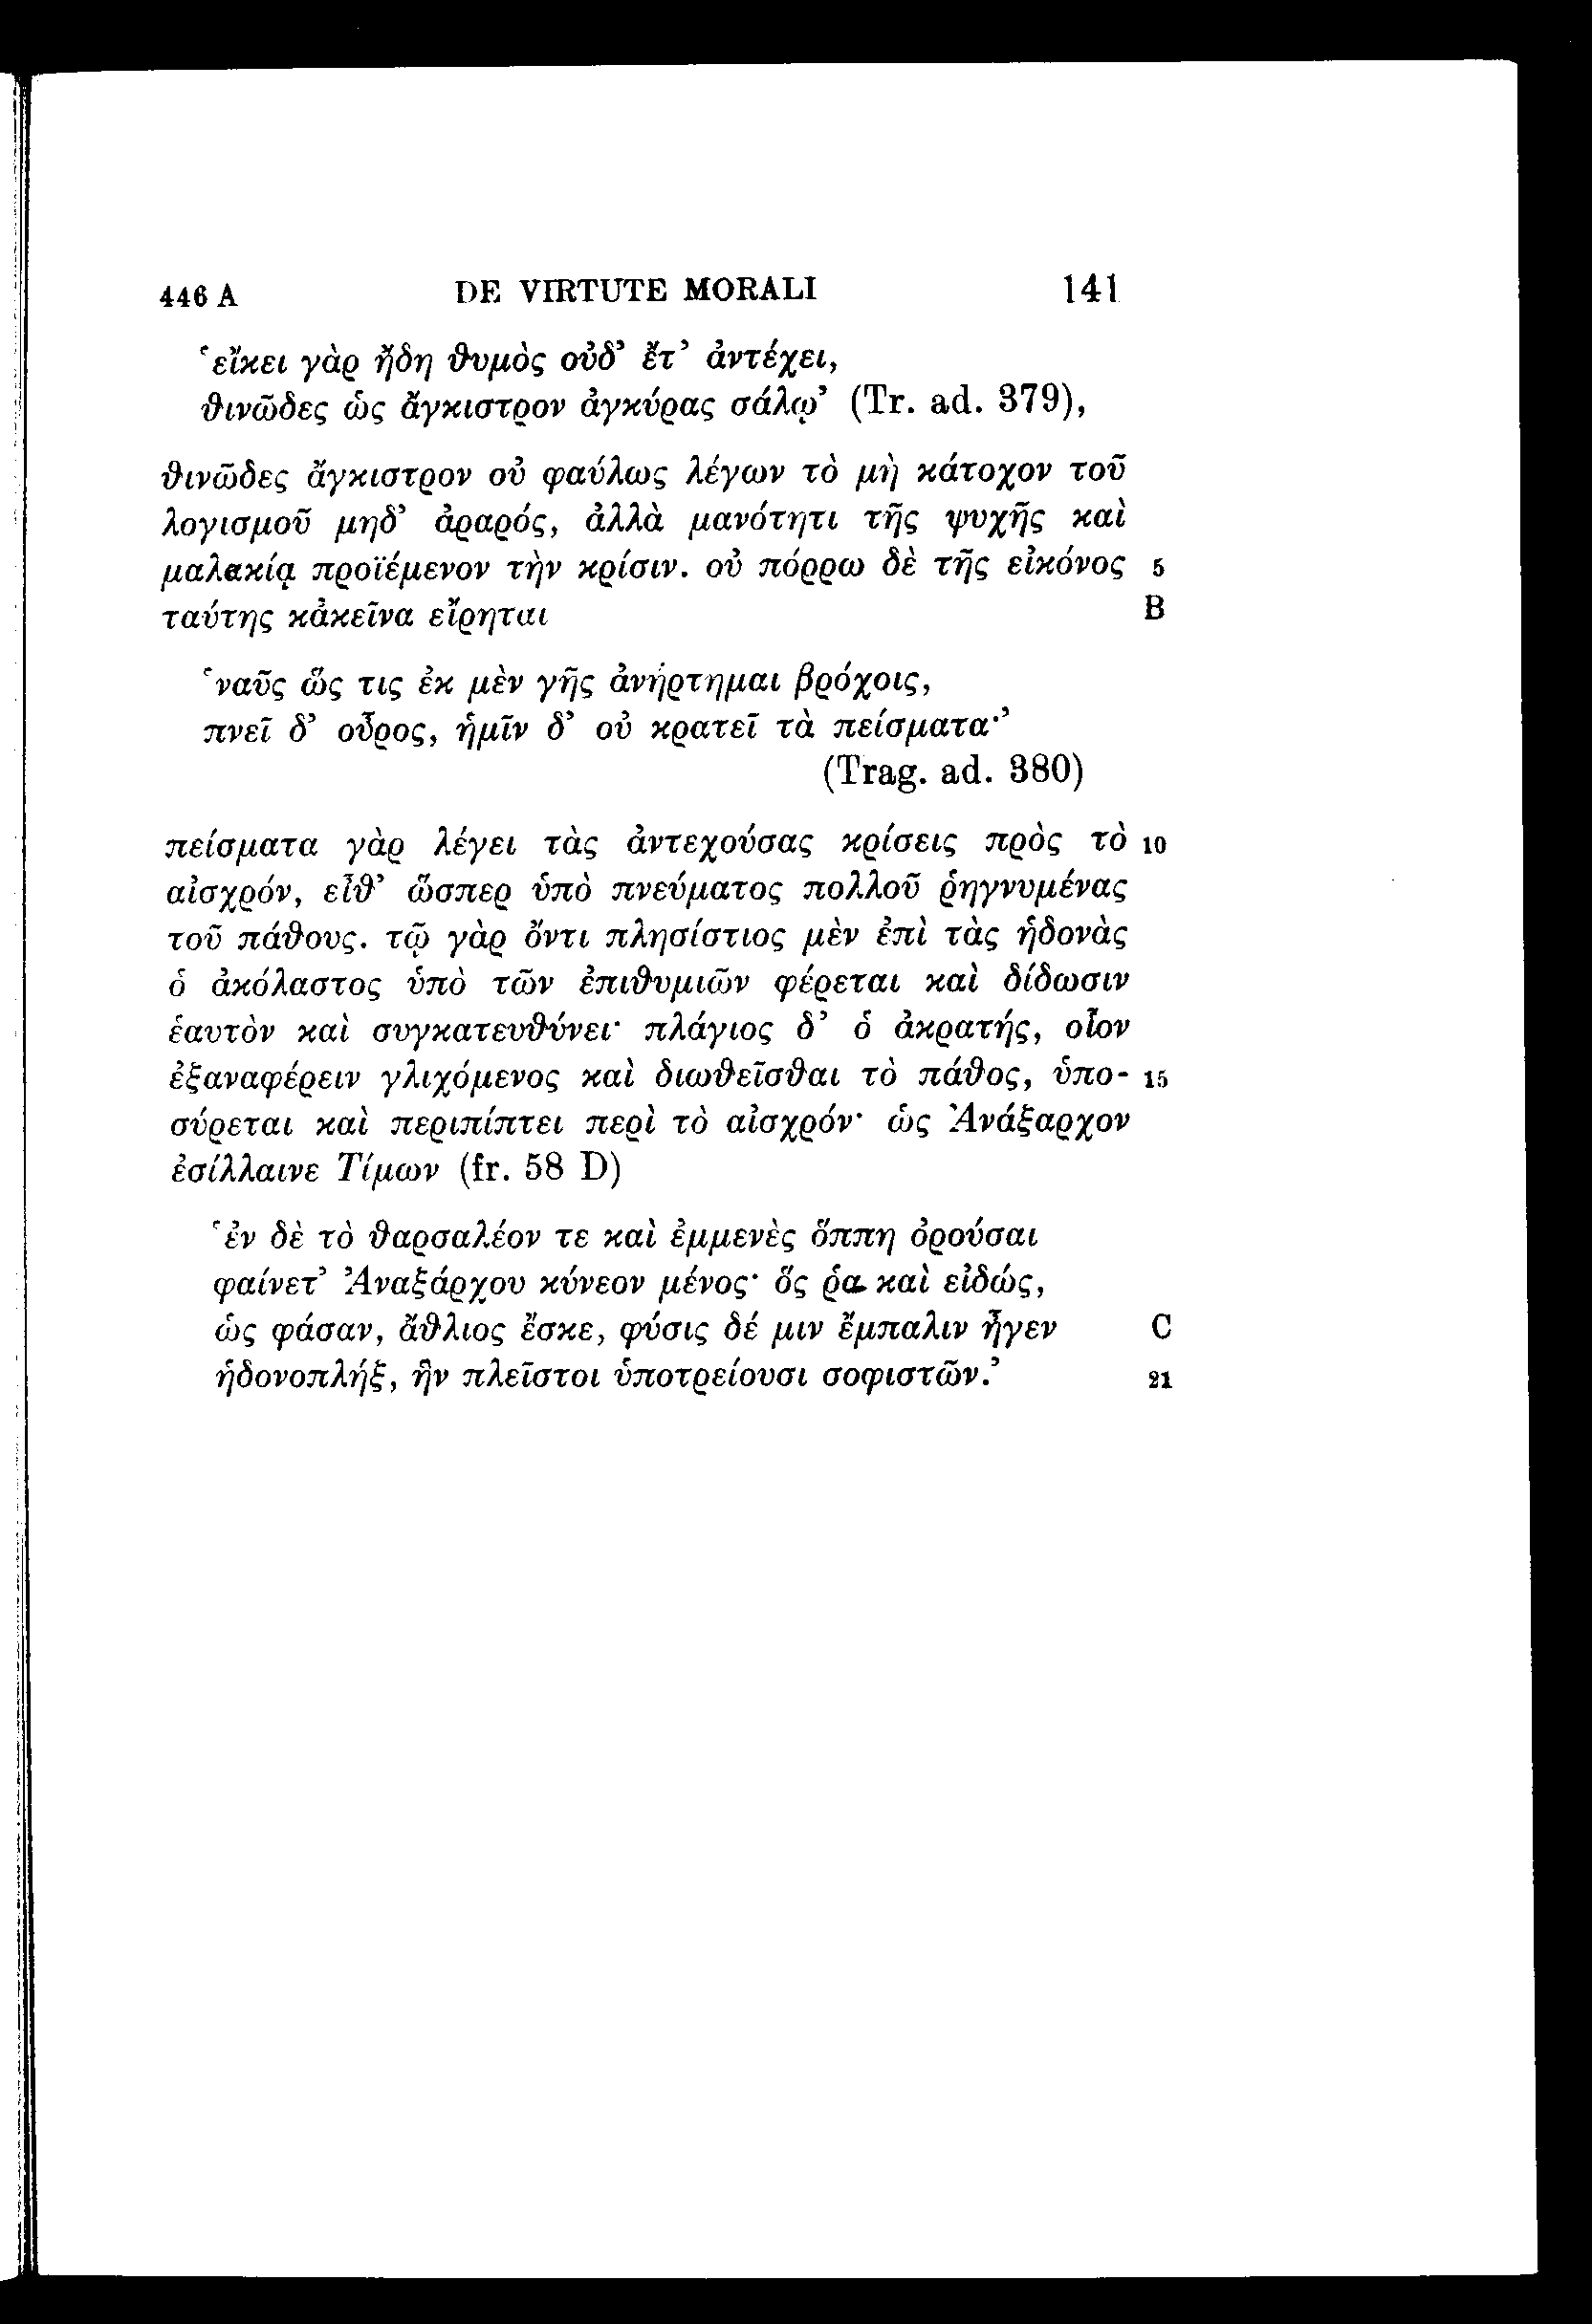 446 A DE VIRTUTE MORALI 141
‘εἴκει γὰρ ἤδη θυμὸς οὐδ’ ἔτ’ ἀντέχει,
θινῶδες ὡς ἄγκιστρον ἀγκύρας σάλῳ’ (Tr. ad. 379),
θινῶδες ἄγκιστρον οὐ φαύλως λέγων τὸ μὴ κάτοχον τοῦ
λογισμοῦ μηδ’ ἀραρός, ἀλλὰ μανότητι τῆς ψυχῆς καὶ
μαλακίᾳ προϊέμενον τὴν κρίσιν. οὐ πόρρω δὲ τῆς εἰκόνος 5
ταύτης κἀκεῖνα εἴρηται B
‘ναῦς ὥς τις ἐκ μὲν γῆς ἀνήρτημαι βρόχοις,
πνεῖ δ’ οὖρος, ἡμῖν δ’ οὐ κρατεῖ τὰ πείσματα·’
(Trag. ad. 380)
πείσματα γὰρ λέγει τὰς ἀντεχούσας κρίσεις πρὸς τὸ 10
αἰσχρόν, εἶθ’ ὥσπερ ὑπὸ πνεύματος πολλοῦ ῥηγνυμένας
τοῦ πάθους. τῷ γὰρ ὄντι πλησίστιος μὲν ἐπὶ τὰς ἡδονὰς
ὁ ἀκόλαστος ὑπὸ τῶν ἐπιθυμιῶν φέρεται καὶ δίδωσιν
ἑαυτὸν καὶ συγκατευθύνει· πλάγιος δ’ ὁ ἀκρατής, οἷον
ἐξαναφέρειν γλιχόμενος καὶ διωθεῖσθαι τὸ πάθος, ὑπο- 15
σύρεται καὶ περιπίπτει περὶ τὸ αἰσχρόν· ὡς Ἀνάξαρχον
ἐσίλλαινε Τίμων (fr. 58 D)
‘ἐν δὲ τὸ θαρσαλέον τε καὶ ἐμμενὲς ὅππη ὀρούσαι
φαίνετ’ Ἀναξάρχου κύνεον μένος· ὅς ῥα καὶ εἰδώς,
ὡς φάσαν, ἄθλιος ἔσκε, φύσις δέ μιν ἔμπαλιν ἦγεν C
ἡδονοπλήξ, ἣν πλεῖστοι ὑποτρείουσι σοφιστῶν.’ 21